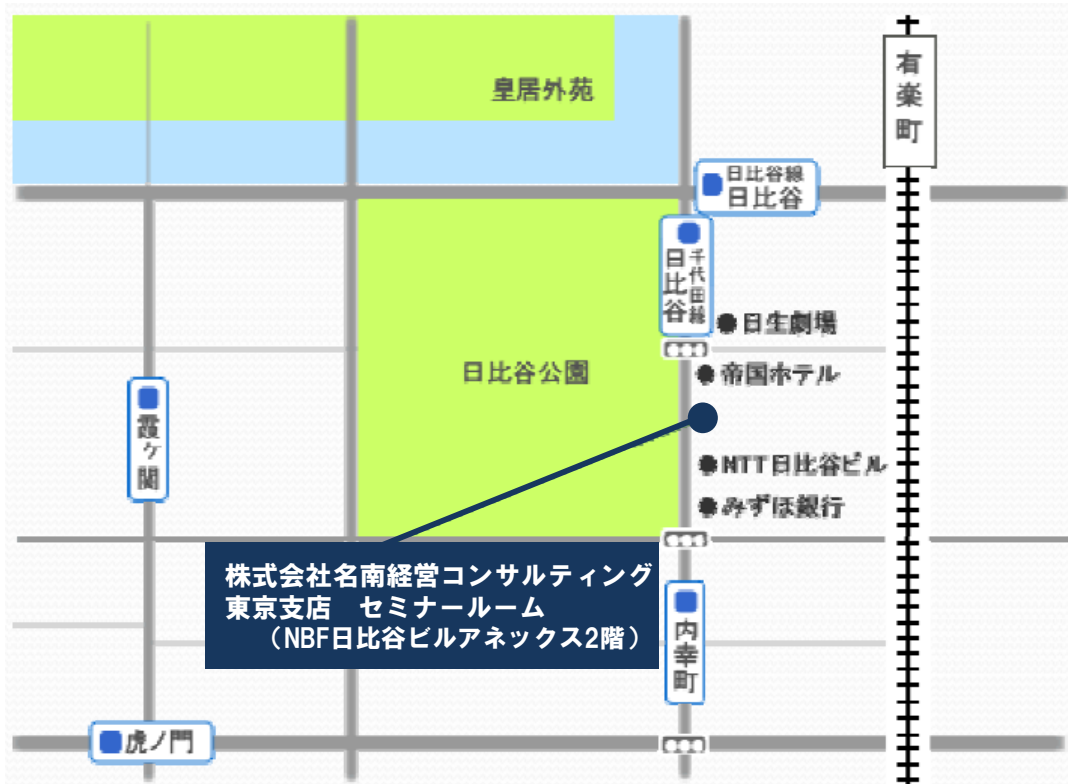 皇居外苑
有楽町
日比谷線
日比谷
千代田線
日比谷
日生劇場
日比谷公園
帝国ホテル
霞ヶ関
NTT日比谷ビル
みずほ銀行
株式会社名南経営コンサルティング
東京支店　セミナールーム
（NBF日比谷ビルアネックス2階）
内幸町
虎ノ門